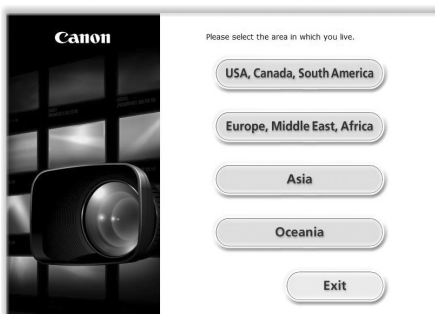 Canon
Please select the area in which you live.
USA, Canada, South America
Europe, Middle East, Africa
Asia
Oceania
Exit